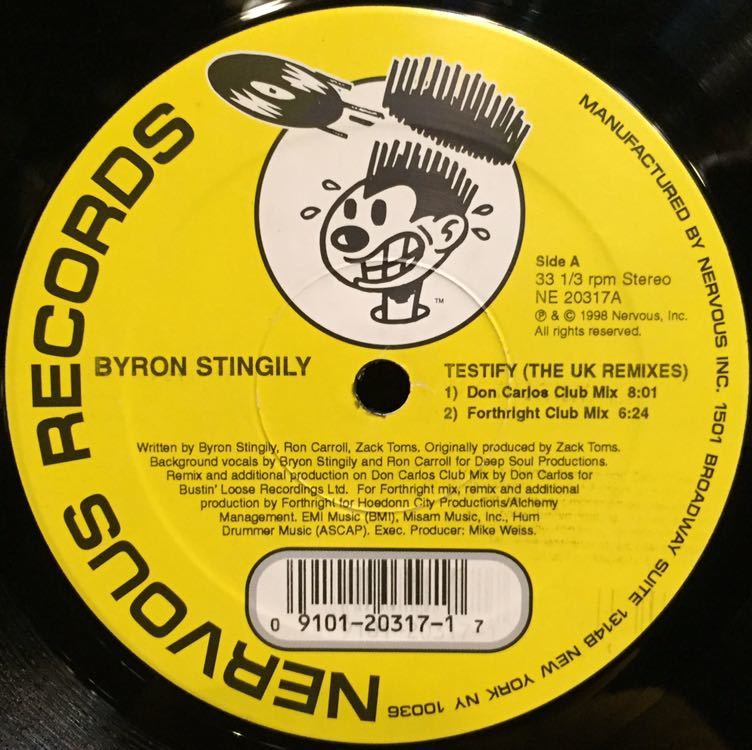 NERVOUS RECORDS
MANUFACTURED BY NERVOUS INC. 1501 BROADWAY SUITE 1314B NEW YORK NY 10036
TM
Side A
33 1/3 rpm Stereo
NE 20317A
℗ & © 1998 Nervous, Inc.
All rights reserved.
BYRON STINGILY
TESTIFY (THE UK REMIXES)
1) Don Carlos Club Mix 8:01
2) Forthright Club Mix 6:24
Written by Byron Stingily, Ron Carroll, Zack Toms. Originally produced by Zack Toms.
Background vocals by Bryon Stingily and Ron Carroll for Deep Soul Productions.
Remix and additional production on Don Carlos Club Mix by Don Carlos for
Bustin' Loose Recordings Ltd. For Forthright mix, remix and additional
production by Forthright for Hoedonn City Productions/Alchemy
Management. EMI Music (BMI), Misam Music, Inc., Hum
Drummer Music (ASCAP). Exec. Producer: Mike Weiss.
0 9101-20317-1 7